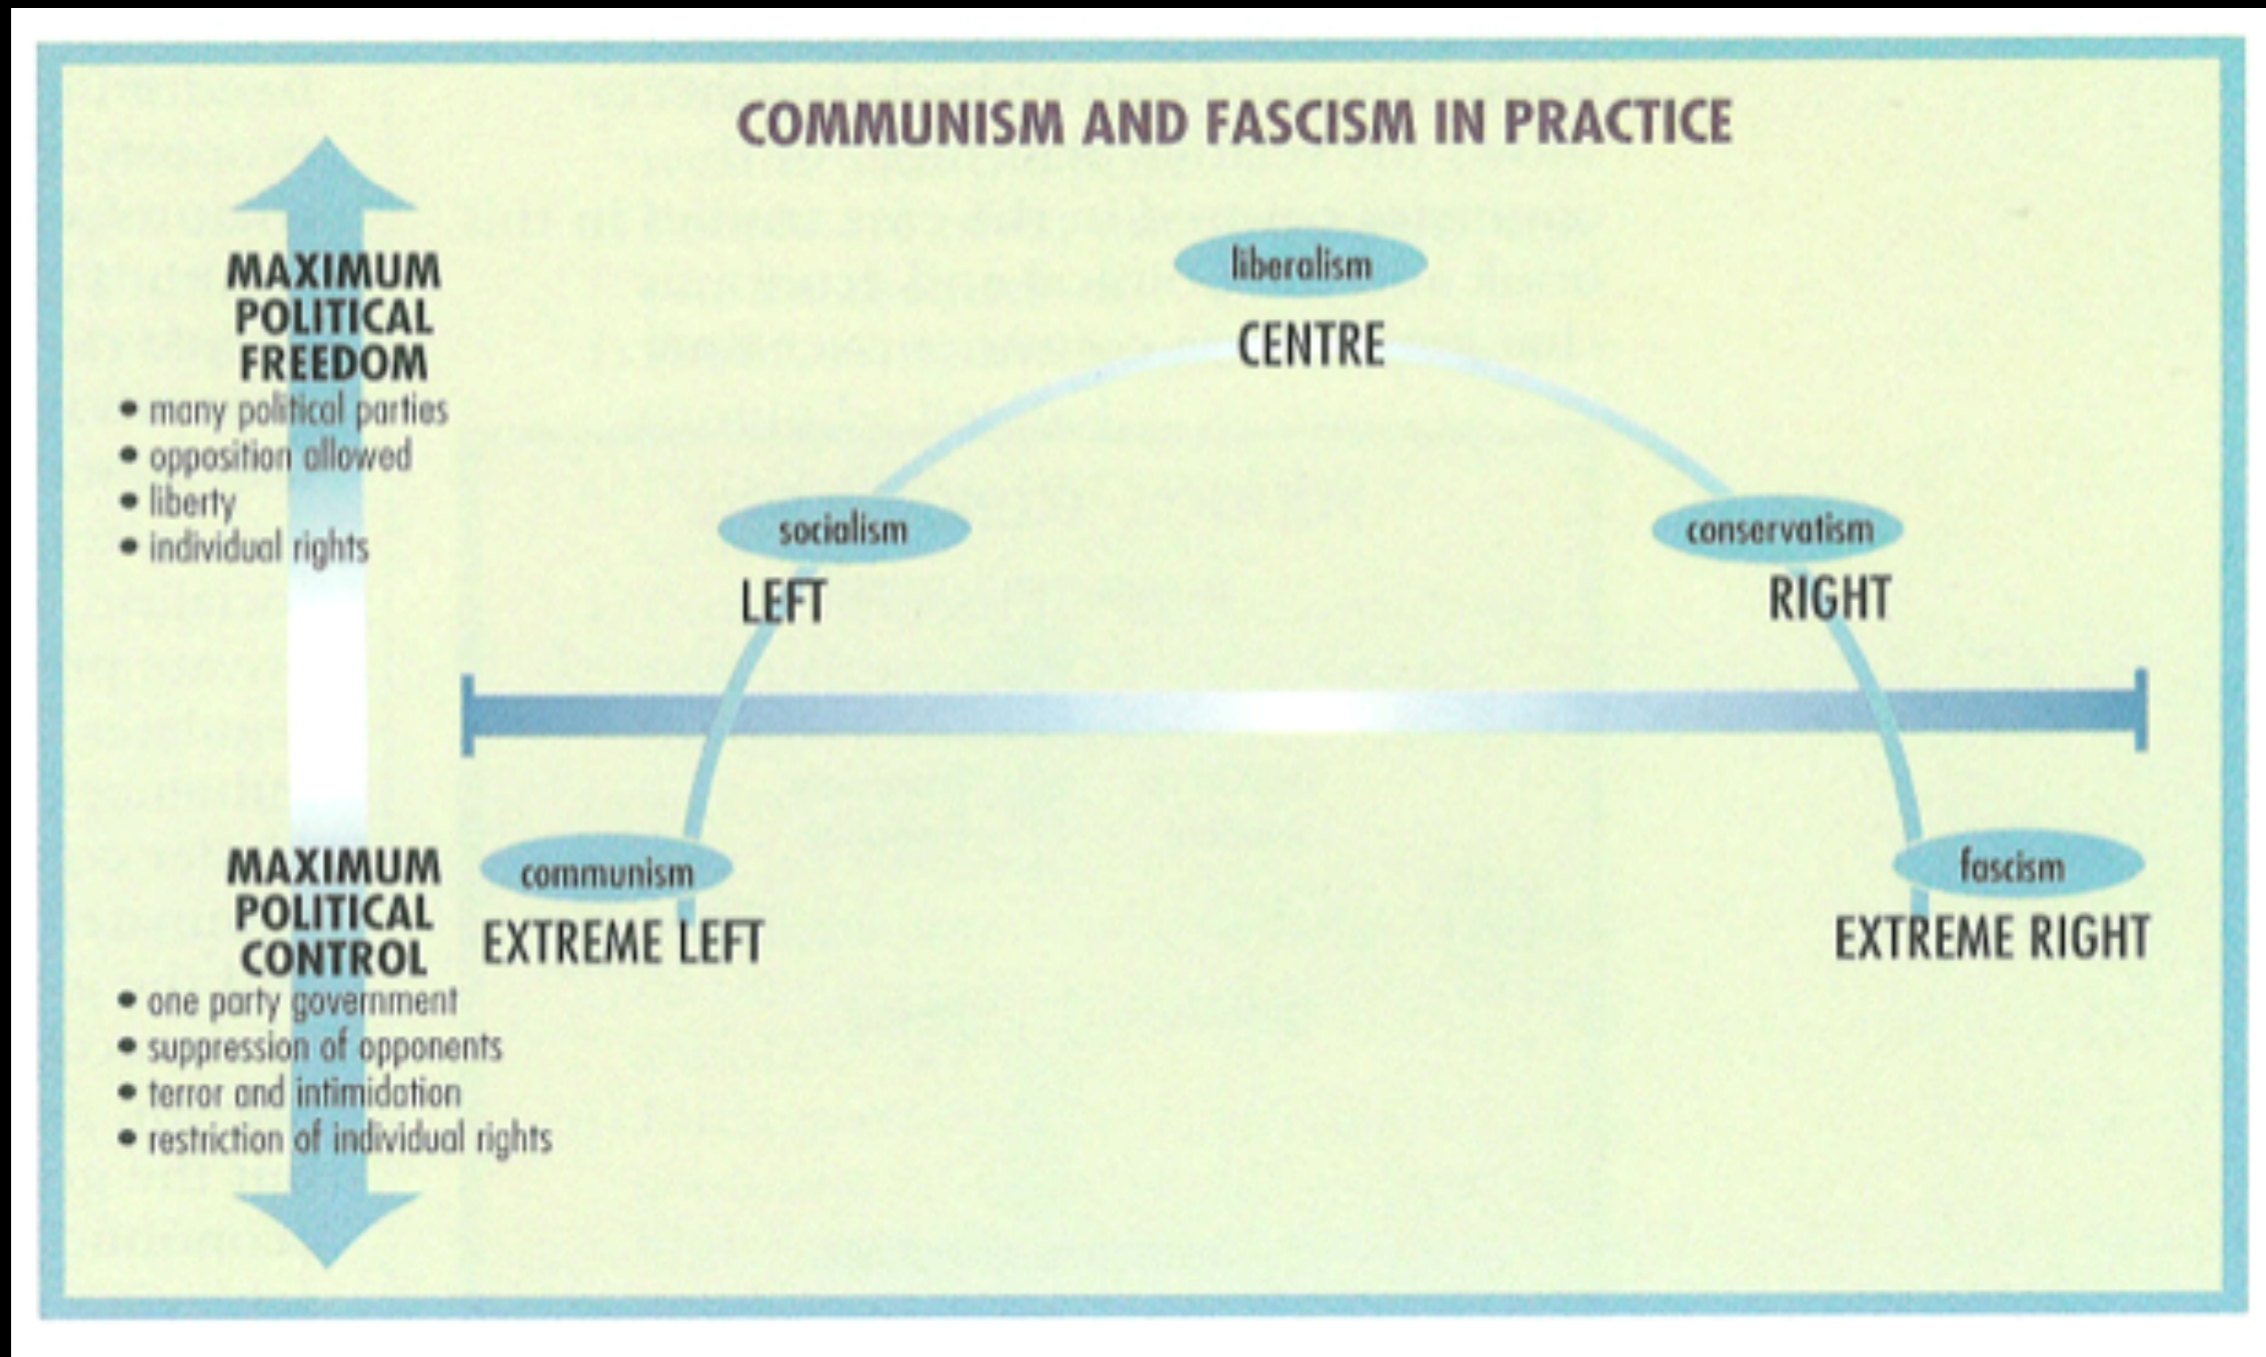 COMMUNISM AND FASCISM IN PRACTICE
MAXIMUM
POLITICAL
FREEDOM
• many political parties
• opposition allowed
• liberty
• individual rights
MAXIMUM
POLITICAL
CONTROL
• one party government
• suppression of opponents
• terror and intimidation
• restriction of individual rights
liberalism
CENTRE
socialism
LEFT
conservatism
RIGHT
communism
EXTREME LEFT
fascism
EXTREME RIGHT